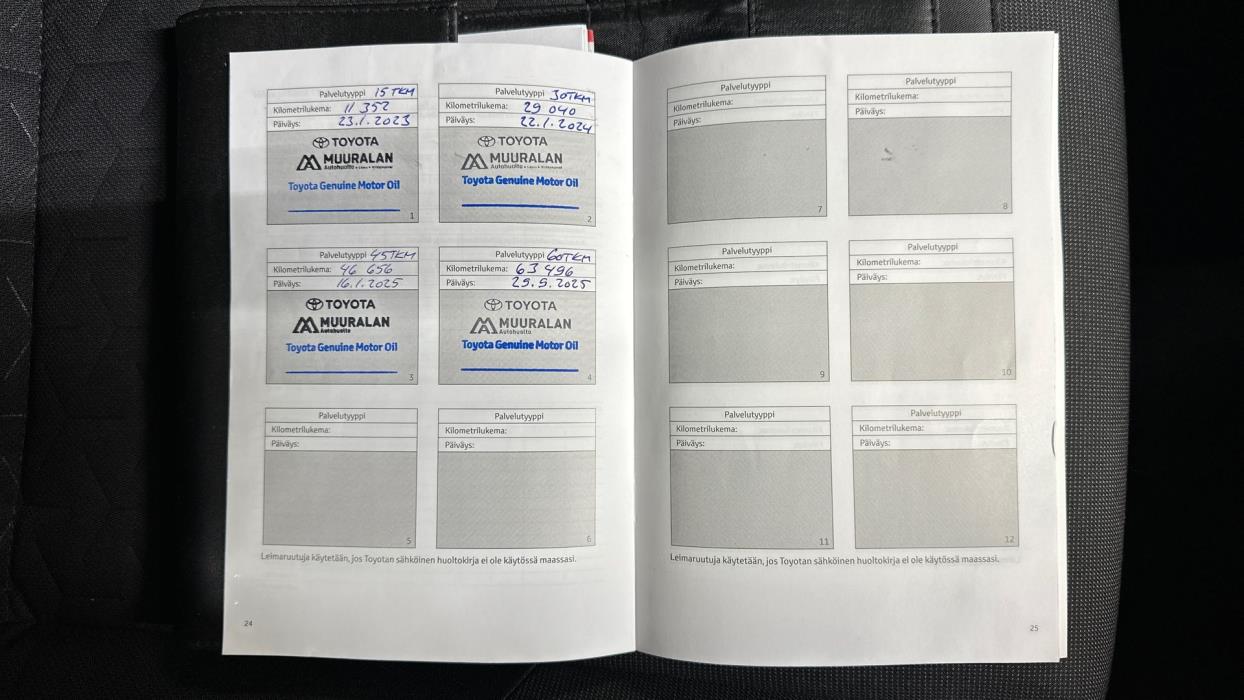 Palvelutyyppi 15 TKM
Kilometrilukema: 11 352
Päiväys: 23.1.2023
TOYOTA
MUURALAN
Toyota Genuine Motor Oil
1
Palvelutyyppi 30TKM
Kilometrilukema: 29 040
Päiväys: 22.1.2024
TOYOTA
MUURALAN
Toyota Genuine Motor Oil
2
Palvelutyyppi 45TKM
Kilometrilukema: 46 656
Päiväys: 16.1.2025
TOYOTA
MUURALAN
Autohuolto
Toyota Genuine Motor Oil
3
Palvelutyyppi 60TKM
Kilometrilukema: 63 496
Päiväys: 29.9.2025
TOYOTA
MUURALAN
Autohuolto
Toyota Genuine Motor Oil
4
Palvelutyyppi
Kilometrilukema:
Päiväys:
5
Palvelutyyppi
Kilometrilukema:
Päiväys:
6
Leimaruutuja käytetään, jos Toyotan sähköinen huoltokirja ei ole käytössä maassasi.
24
Palvelutyyppi
Kilometrilukema:
Päiväys:
7
Palvelutyyppi
Kilometrilukema:
Päiväys:
8
Palvelutyyppi
Kilometrilukema:
Päiväys:
9
Palvelutyyppi
Kilometrilukema:
Päiväys:
10
Palvelutyyppi
Kilometrilukema:
Päiväys:
11
Palvelutyyppi
Kilometrilukema:
Päiväys:
12
Leimaruutuja käytetään, jos Toyotan sähköinen huoltokirja ei ole käytössä maassasi.
25